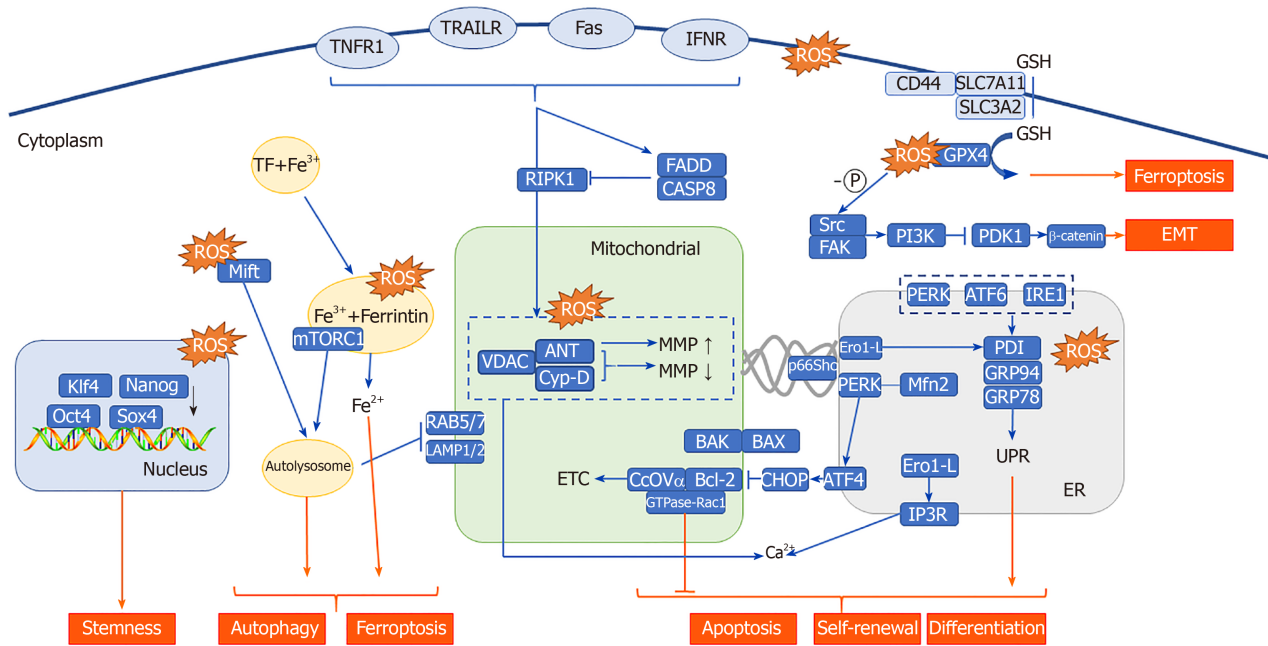 TNFR1
TRAILR
Fas
IFNR
ROS
GSH
CD44
SLC7A11
SLC3A2
Cytoplasm
GSH
TF+Fe³⁺
FADD
CASP8
RIPK1
ROS
GPX4
Ferroptosis
–P
Src
FAK
PI3K
PDK1
β-catenin
EMT
Mitochondrial
ROS
Mift
ROS
Fe³⁺+Ferrintin
mTORC1
Fe²⁺
ROS
VDAC
ANT
Cyp-D
MMP ↑
MMP ↓
PERK
ATF6
IRE1
Ero1-L
p66Shc
PDI
GRP94
GRP78
ROS
PERK
Mfn2
ROS
Klf4
Nanog
Oct4
Sox4
Nucleus
Autolysosome
RAB5/7
LAMP1/2
BAK
BAX
ETC
CcOVα
Bcl-2
GTPase-Rac1
CHOP
ATF4
Ero1-L
UPR
ER
IP3R
Ca²⁺
Stemness
Autophagy
Ferroptosis
Apoptosis
Self-renewal
Differentiation